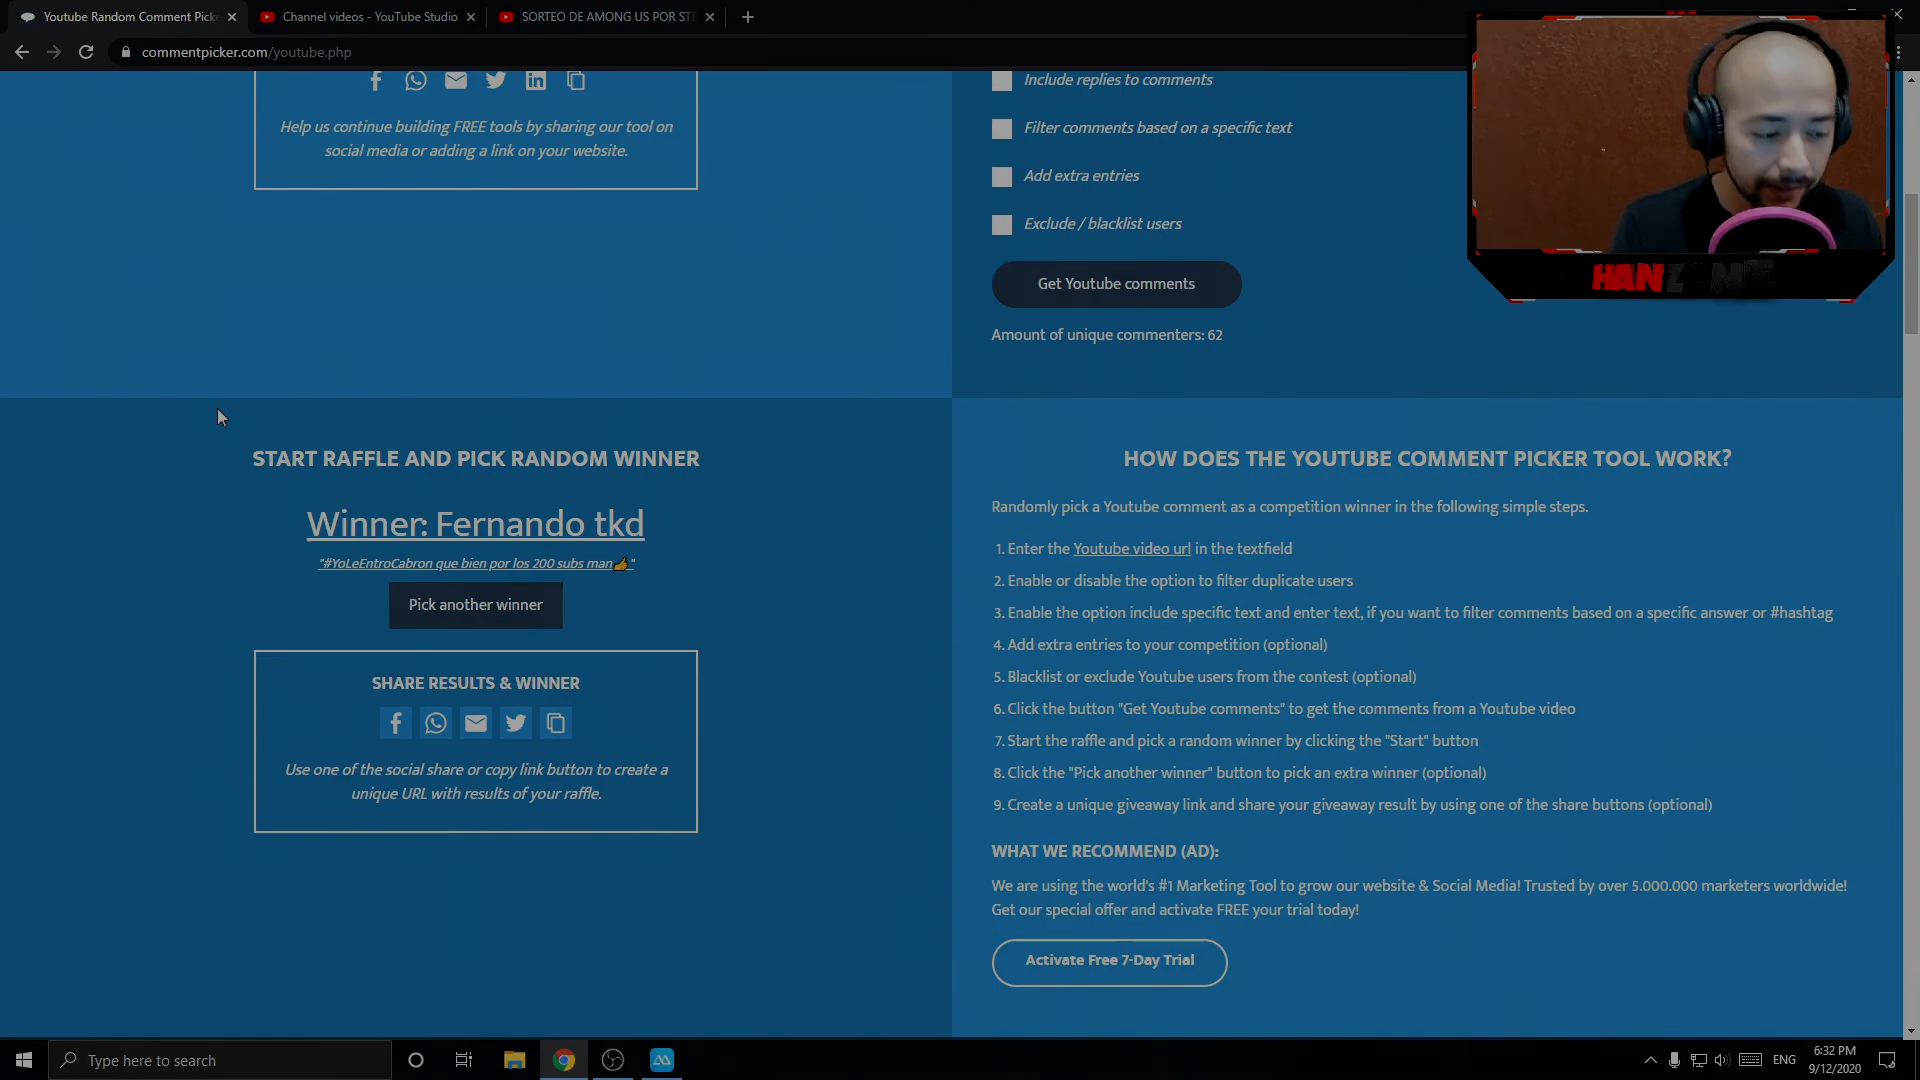 Youtube Random Comment Pick
Channel videos - YouTube Studio
SORTEO DE AMONG US POR STE
commentpicker.com/youtube.php
Help us continue building FREE tools by sharing our tool on
social media or adding a link on your website.
Include replies to comments
Filter comments based on a specific text
Add extra entries
Exclude / blacklist users
Get Youtube comments
Amount of unique commenters: 62
HANZONE
START RAFFLE AND PICK RANDOM WINNER
Winner: Fernando tkd
"#YoLeEntroCabron que bien por los 200 subs man👍"
Pick another winner
SHARE RESULTS & WINNER
Use one of the social share or copy link button to create a
unique URL with results of your raffle.
HOW DOES THE YOUTUBE COMMENT PICKER TOOL WORK?
Randomly pick a Youtube comment as a competition winner in the following simple steps.
1. Enter the Youtube video url in the textfield
2. Enable or disable the option to filter duplicate users
3. Enable the option include specific text and enter text, if you want to filter comments based on a specific answer or #hashtag
4. Add extra entries to your competition (optional)
5. Blacklist or exclude Youtube users from the contest (optional)
6. Click the button "Get Youtube comments" to get the comments from a Youtube video
7. Start the raffle and pick a random winner by clicking the "Start" button
8. Click the "Pick another winner" button to pick an extra winner (optional)
9. Create a unique giveaway link and share your giveaway result by using one of the share buttons (optional)
WHAT WE RECOMMEND (AD):
We are using the world's #1 Marketing Tool to grow our website & Social Media! Trusted by over 5.000.000 marketers worldwide!
Get our special offer and activate FREE your trial today!
Activate Free 7-Day Trial
Type here to search
ENG
6:32 PM
9/12/2020